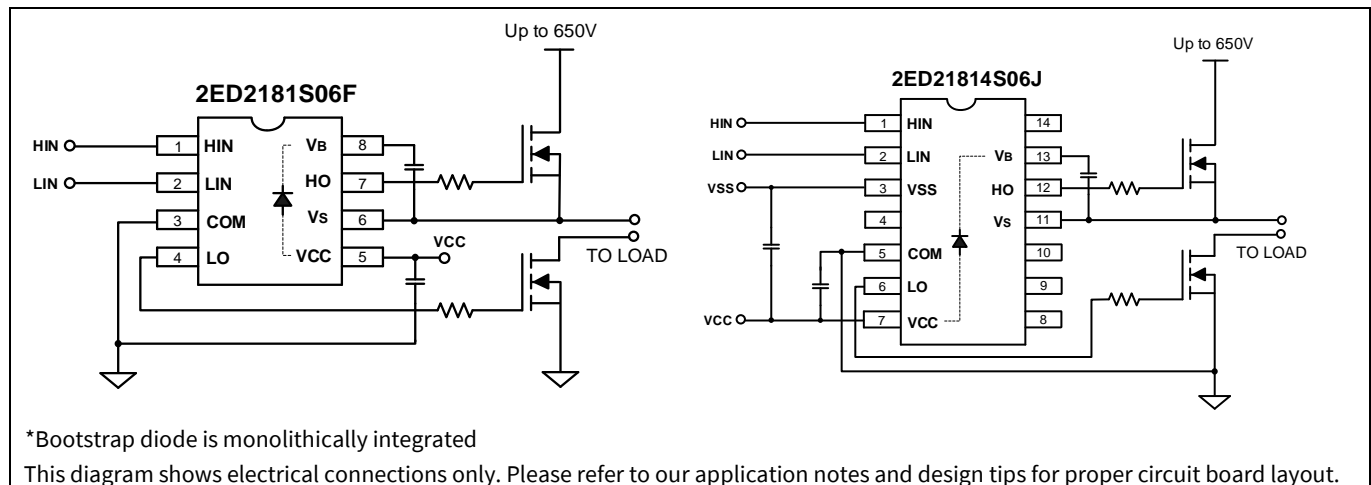 Up to 650V
2ED2181S06F
HIN
LIN
1
2
3
4
HIN
LIN
COM
LO
VB
HO
VS
VCC
8
7
6
5
VCC
TO LOAD
Up to 650V
2ED21814S06J
HIN
LIN
VSS
VCC
1
2
3
4
5
6
7
HIN
LIN
VSS
COM
LO
VCC
VB
HO
VS
14
13
12
11
10
9
8
TO LOAD
*Bootstrap diode is monolithically integrated
This diagram shows electrical connections only. Please refer to our application notes and design tips for proper circuit board layout.